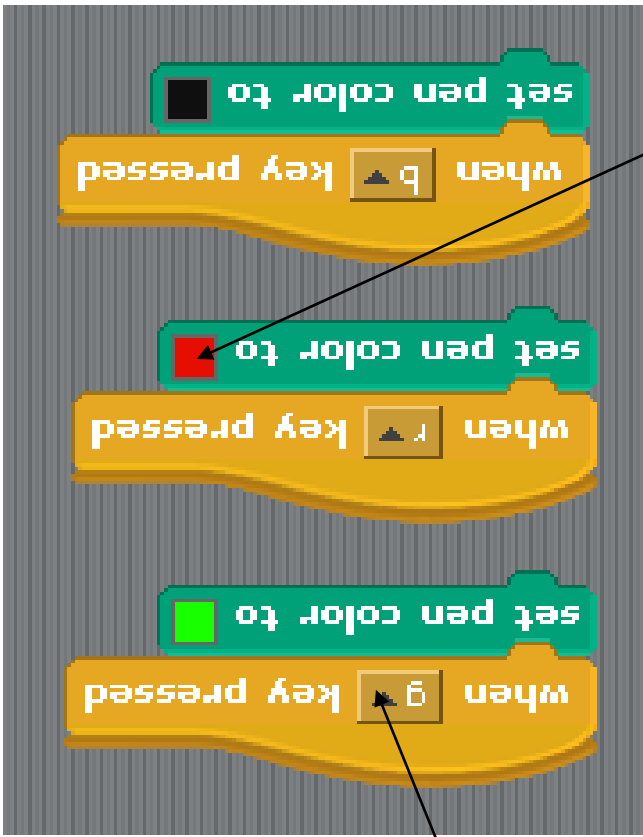 when g key pressed
set pen color to
when r key pressed
set pen color to
when b key pressed
set pen color to